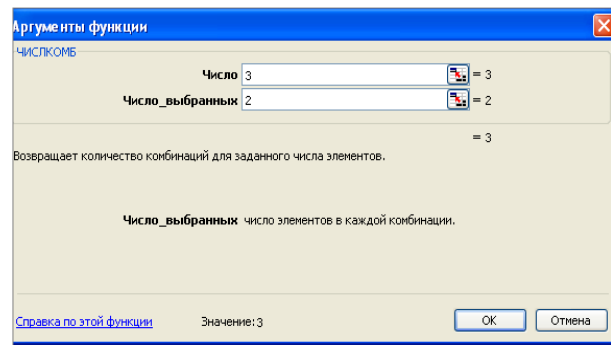 Аргументы функции
ЧИСЛКОМБ
Число 3 = 3
Число_выбранных 2 = 2
= 3
Возвращает количество комбинаций для заданного числа элементов.
Число_выбранных число элементов в каждой комбинации.
Справка по этой функции Значение:3 OK Отмена